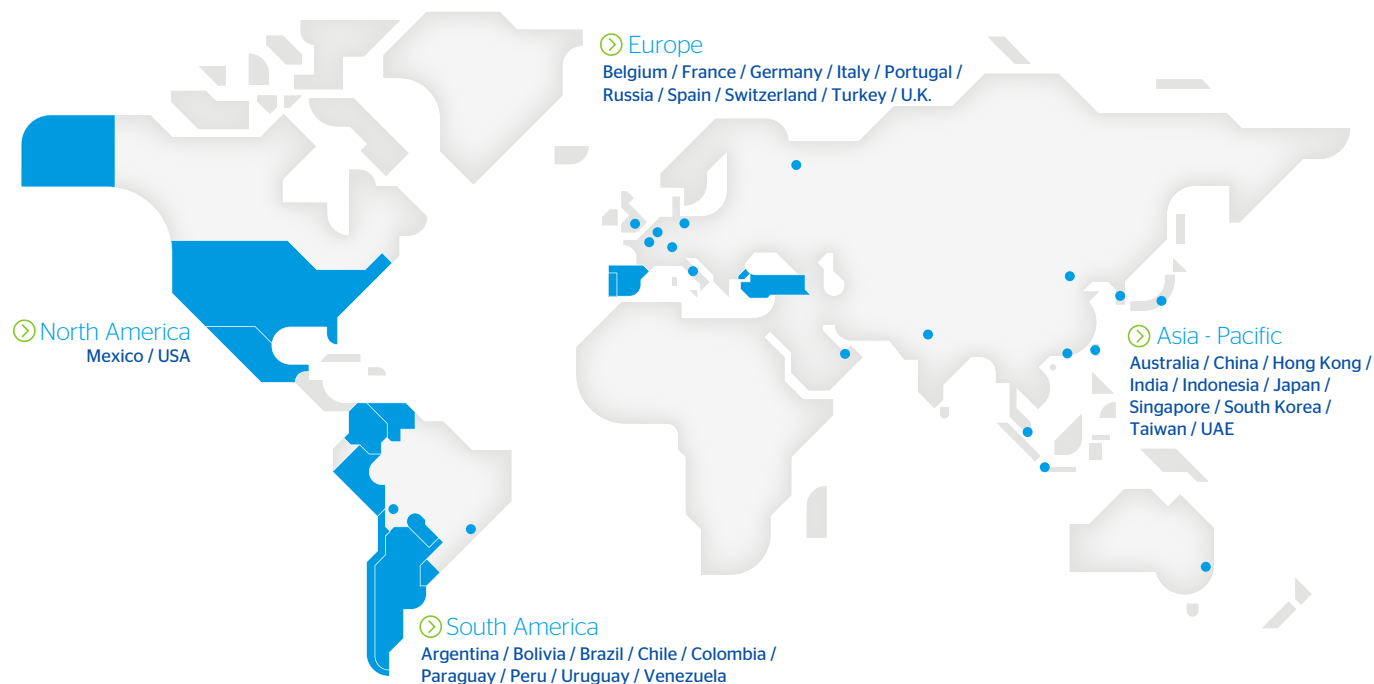 Europe
Belgium / France / Germany / Italy / Portugal /
Russia / Spain / Switzerland / Turkey / U.K.
North America
Mexico / USA
Asia - Pacific
Australia / China / Hong Kong /
India / Indonesia / Japan /
Singapore / South Korea /
Taiwan / UAE
South America
Argentina / Bolivia / Brazil / Chile / Colombia /
Paraguay / Peru / Uruguay / Venezuela